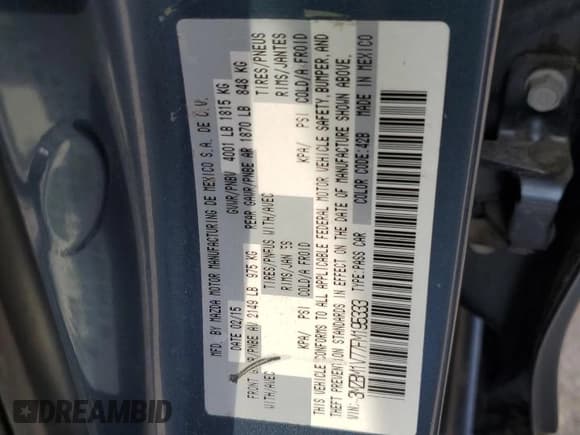 MFD. BY MAZDA MOTOR MANUFACTURING DE MEXICO S.A. DE C.V.
DATE 02/15 GVWR/PNBV 4001 LB 1815 KG
FRONT GAWR/PNBE AV 2149 LB 975 KG REAR GAWR/PNBE AR 1870 LB 848 KG
WITH/AVEC TIRES/PNEUS WITH/AVEC TIRES/PNEUS
RIMS/JANTES RIMS/JANTES
KPA/ PSI COLD/A FROID KPA/ PSI COLD/A FROID
THIS VEHICLE CONFORMS TO ALL APPLICABLE FEDERAL MOTOR VEHICLE SAFETY, BUMPER, AND
THEFT PREVENTION STANDARDS IN EFFECT ON THE DATE OF MANUFACTURE SHOWN ABOVE.
VIN: 3MZBM1V77FM195333 TYPE:PASS CAR COLOR CODE:42B MADE IN MEXICO
DREAMBID